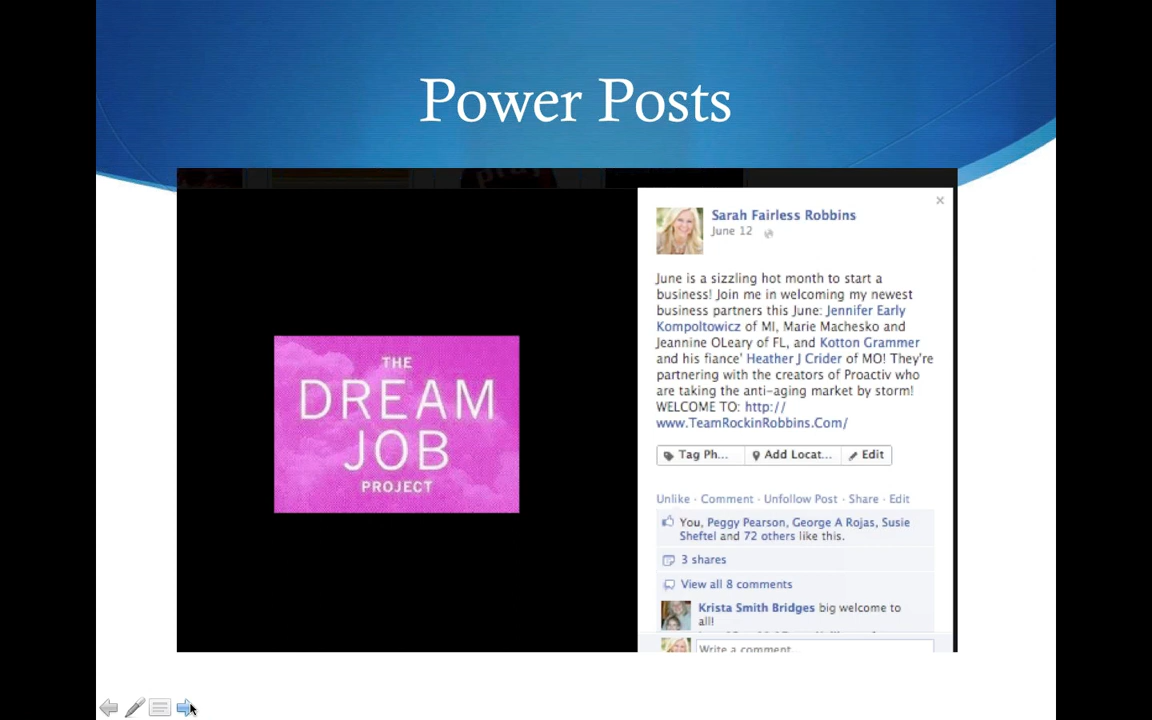 Power Posts
pray
THE
DREAM
JOB
PROJECT
Sarah Fairless Robbins
June 12
June is a sizzling hot month to start a
business! Join me in welcoming my newest
business partners this June: Jennifer Early
Kompoltowicz of MI, Marie Machesko and
Jeannine OLeary of FL, and Kotton Grammer
and his fiance' Heather J Crider of MO! They're
partnering with the creators of Proactiv who
are taking the anti-aging market by storm!
WELCOME TO: http://
www.TeamRockinRobbins.Com/
Tag Ph...
Add Locat...
Edit
Unlike · Comment · Unfollow Post · Share · Edit
You, Peggy Pearson, George A Rojas, Susie
Sheftel and 72 others like this.
3 shares
View all 8 comments
Krista Smith Bridges big welcome to
all!
Write a comment...